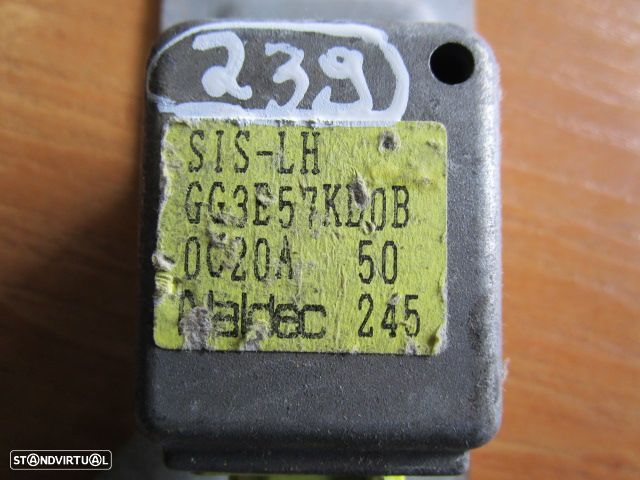 239
SIS-LH
GG3E57KD0B
0C20A 50
Naldec 245
STANDVIRTUAL